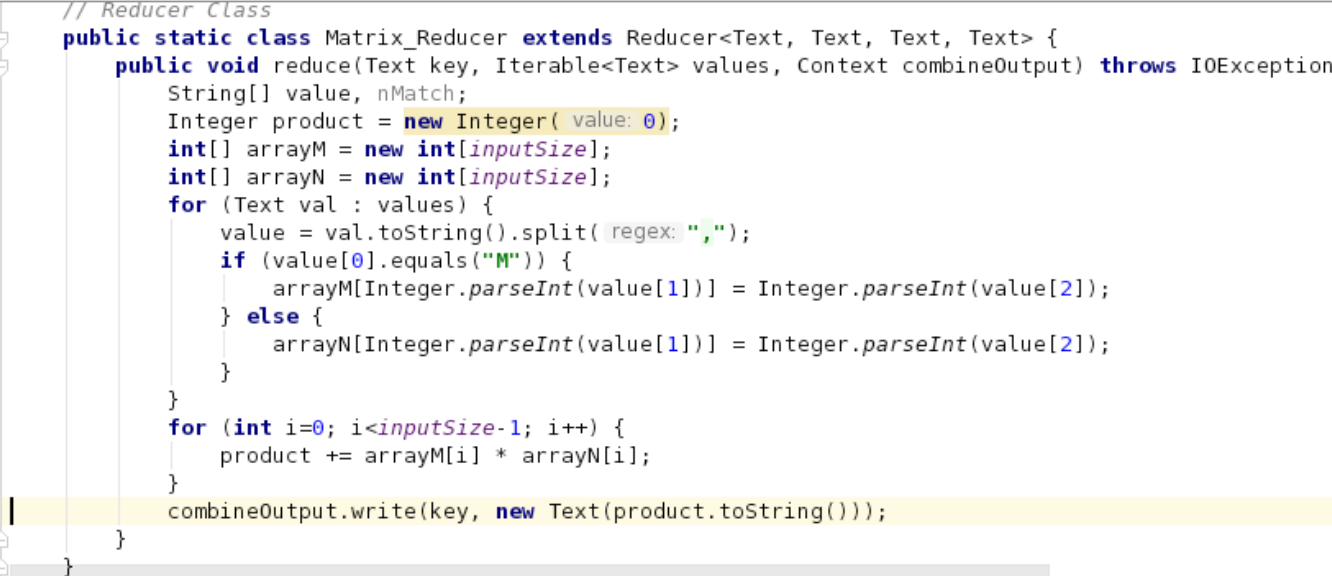 // Reducer Class
public static class Matrix_Reducer extends Reducer<Text, Text, Text, Text> {
public void reduce(Text key, Iterable<Text> values, Context combineOutput) throws IOException
String[] value, nMatch;
Integer product = new Integer( value: 0);
int[] arrayM = new int[inputSize];
int[] arrayN = new int[inputSize];
for (Text val : values) {
value = val.toString().split( regex: ",");
if (value[0].equals("M")) {
arrayM[Integer.parseInt(value[1])] = Integer.parseInt(value[2]);
} else {
arrayN[Integer.parseInt(value[1])] = Integer.parseInt(value[2]);
}
}
for (int i=0; i<inputSize-1; i++) {
product += arrayM[i] * arrayN[i];
}
combineOutput.write(key, new Text(product.toString()));
}
}